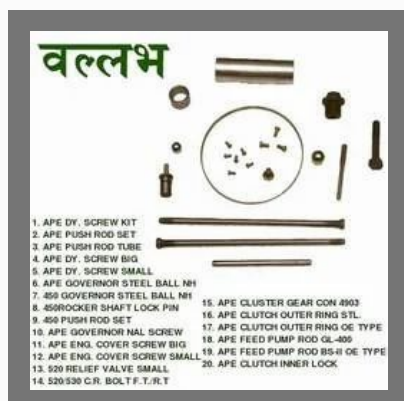 वल्लभ
1. APE DY. SCREW KIT
2. APE PUSH ROD SET
3. APE PUSH ROD TUBE
4. APE DY. SCREW BIG
5. APE DY. SCREW SMALL
6. APE GOVERNOR STEEL BALL NH
7. 450 GOVERNOR STEEL BALL NH
8. 450ROCKER SHAFT LOCK PIN
9. 450 PUSH ROD SET
10. APE GOVERNOR NAL SCREW
11. APE ENG. COVER SCREW BIG
12. APE ENG. COVER SCREW SMALL
13. 520 RELIEF VALVE SMALL
14. 520/530 C.R. BOLT F.T./R.T
15. APE CLUSTER GEAR CON 4903
16. APE CLUTCH OUTER RING STL.
17. APE CLUTCH OUTER RING OE TYPE
18. APE FEED PUMP ROD GL-400
19. APE FEED PUMP ROD BS-II OE TYPE
20. APE CLUTCH INNER LOCK